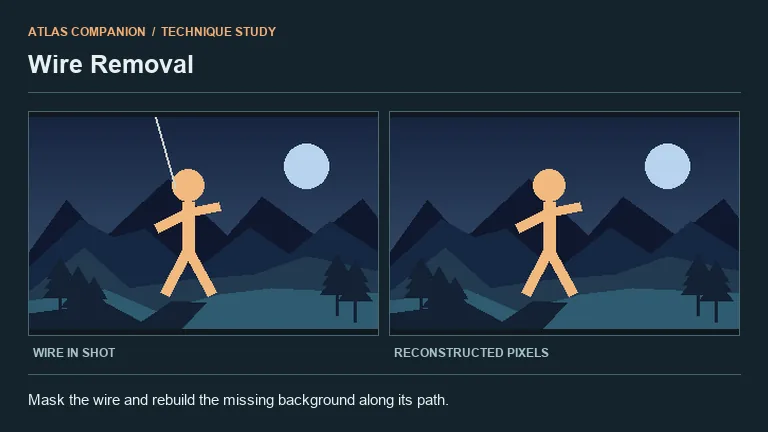 ATLAS COMPANION / TECHNIQUE STUDY
Wire Removal
WIRE IN SHOT
RECONSTRUCTED PIXELS
Mask the wire and rebuild the missing background along its path.